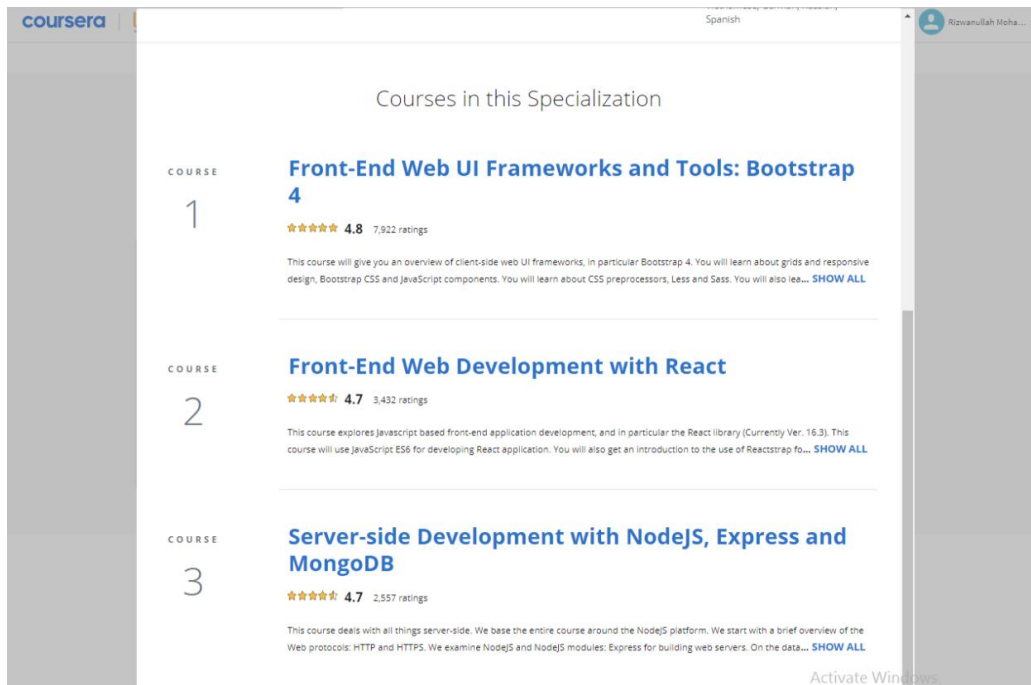 coursera
Rizwanullah Moha...
Spanish
Courses in this Specialization
COURSE
1
Front-End Web UI Frameworks and Tools: Bootstrap
4
4.8 7,922 ratings
This course will give you an overview of client-side web UI frameworks, in particular Bootstrap 4. You will learn about grids and responsive
design, Bootstrap CSS and JavaScript components. You will learn about CSS preprocessors, Less and Sass. You will also lea... SHOW ALL
COURSE
2
Front-End Web Development with React
4.7 3,432 ratings
This course explores Javascript based front-end application development, and in particular the React library (Currently Ver. 16.3). This
course will use JavaScript ES6 for developing React application. You will also get an introduction to the use of Reactstrap fo... SHOW ALL
COURSE
3
Server-side Development with NodeJS, Express and
MongoDB
4.7 2,557 ratings
This course deals with all things server-side. We base the entire course around the NodeJS platform. We start with a brief overview of the
Web protocols: HTTP and HTTPS. We examine NodeJS and NodeJS modules: Express for building web servers. On the data... SHOW ALL
Activate Windows